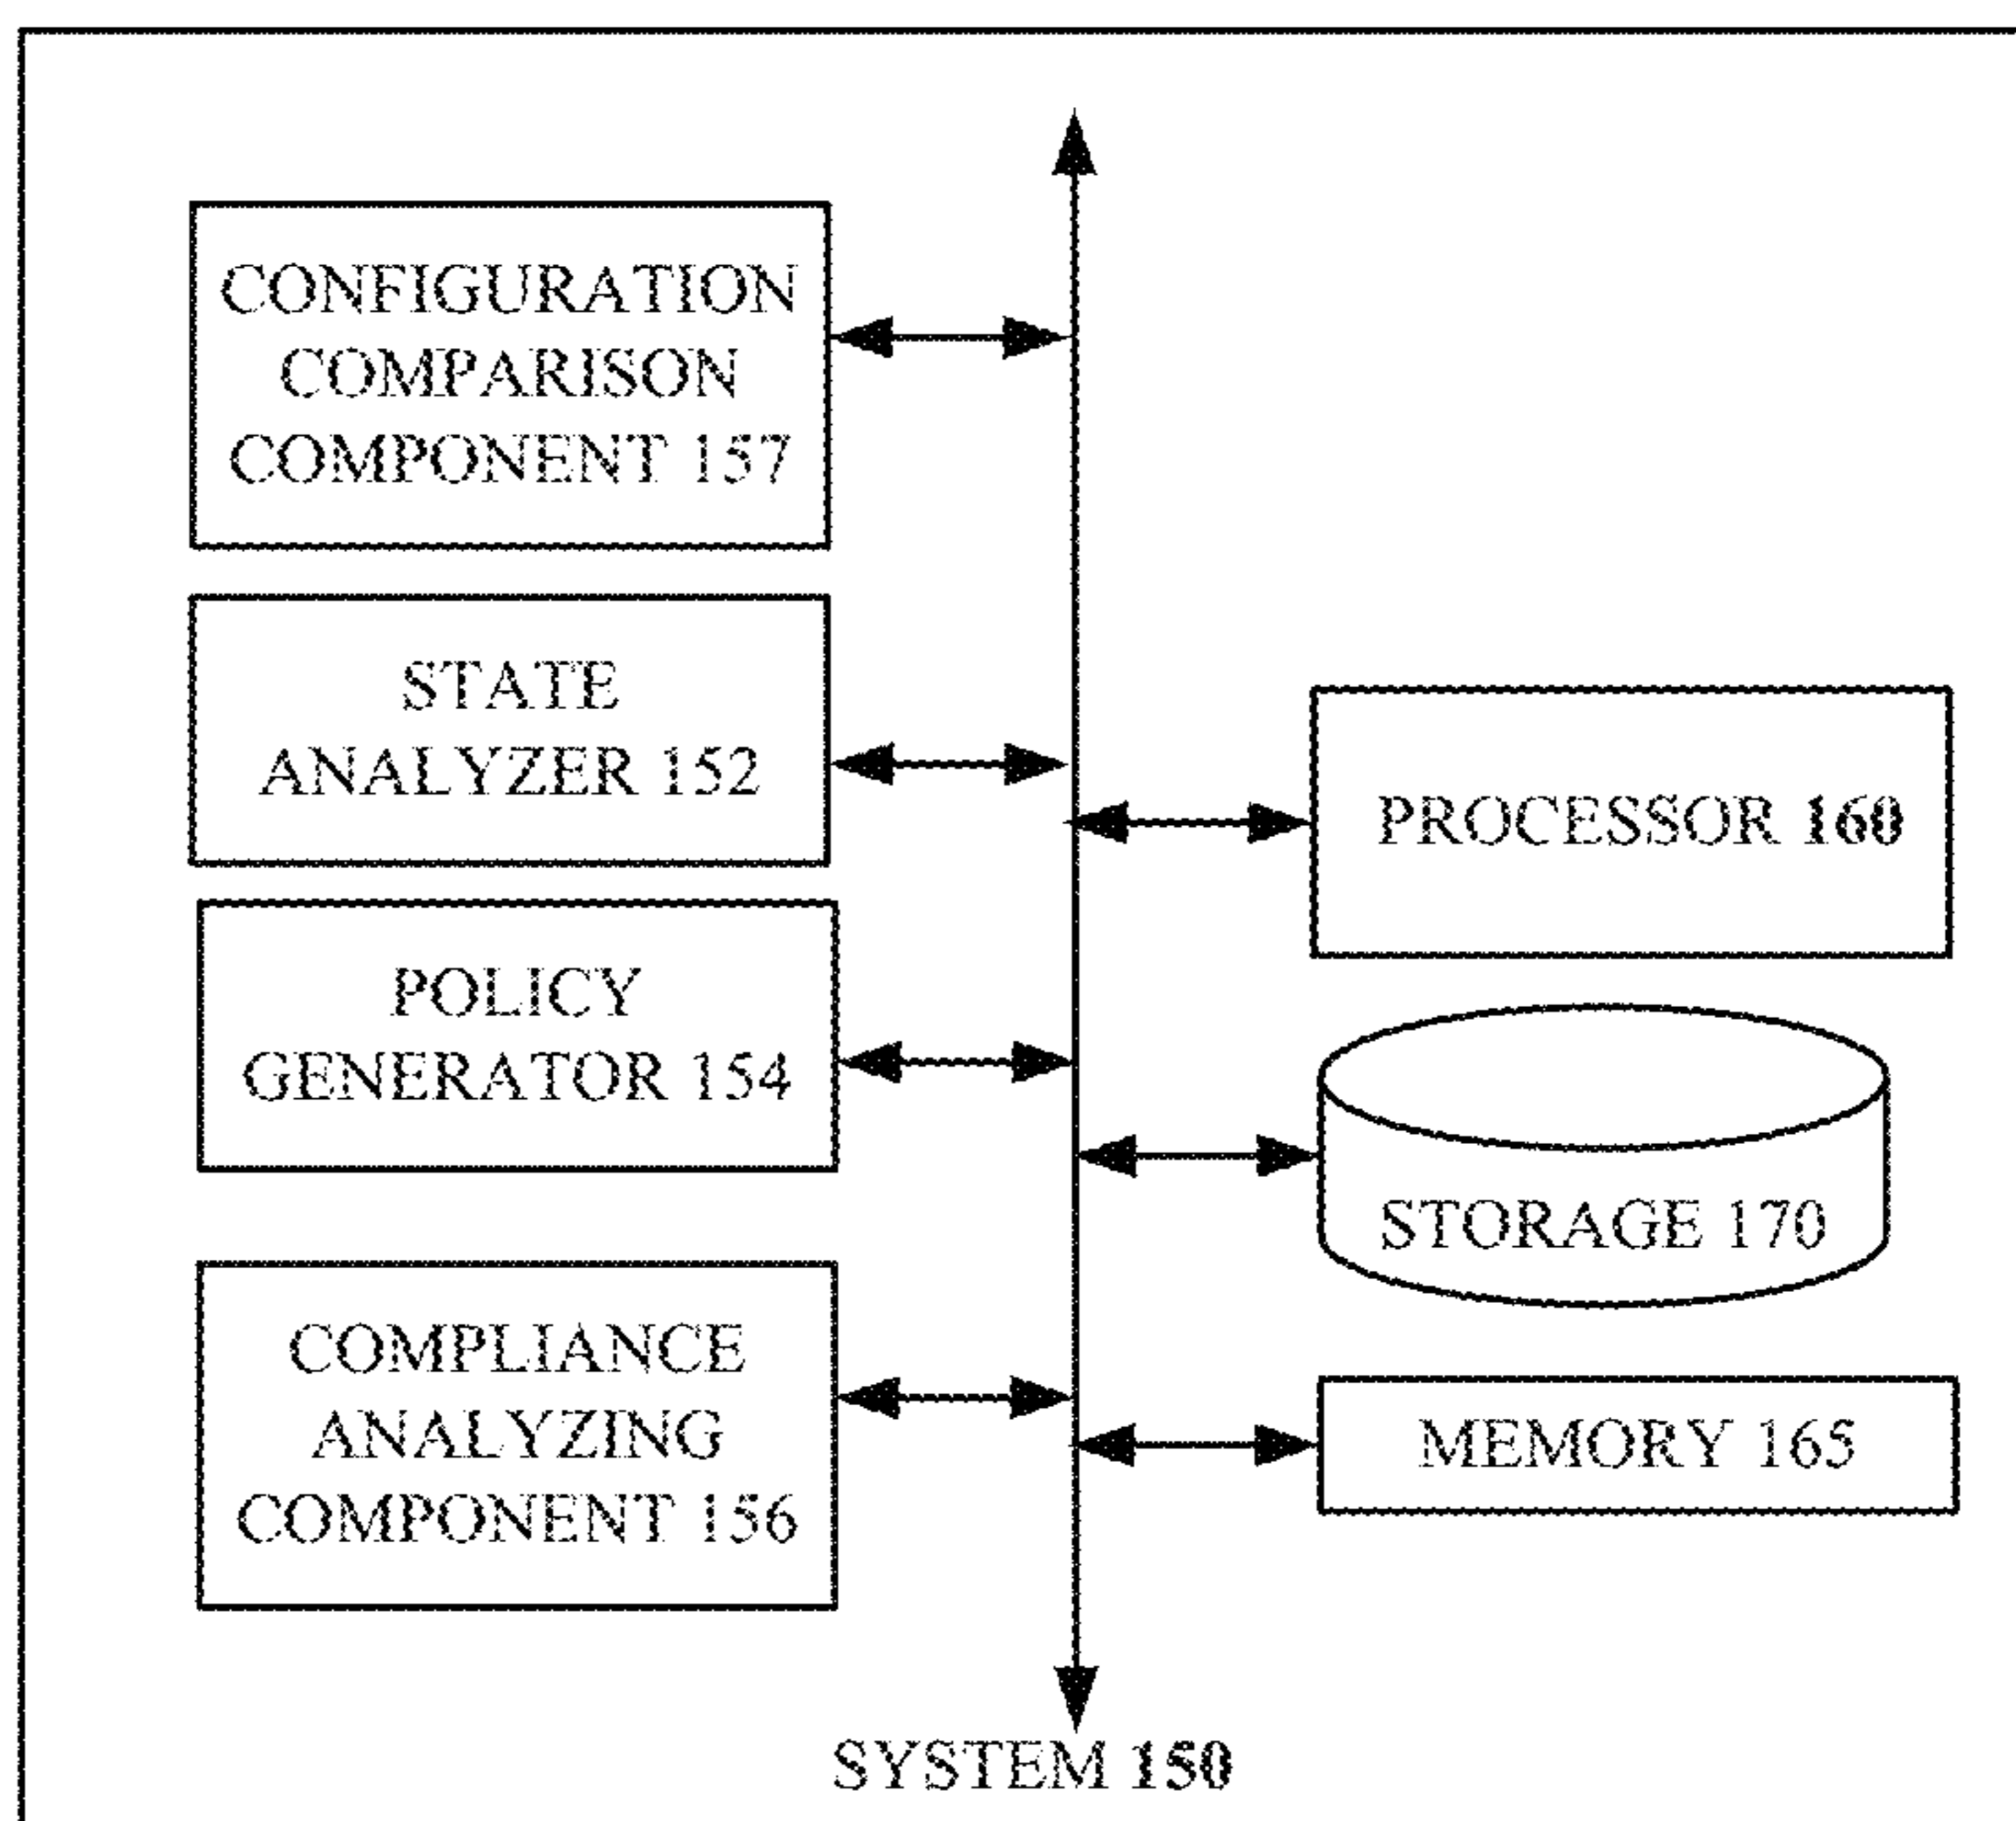 CONFIGURATION
COMPARISON
COMPONENT 157
STATE
ANALYZER 152
PROCESSOR 160
POLICY
GENERATOR 154
STORAGE 170
COMPLIANCE
ANALYZING
COMPONENT 156
MEMORY 165
SYSTEM 150